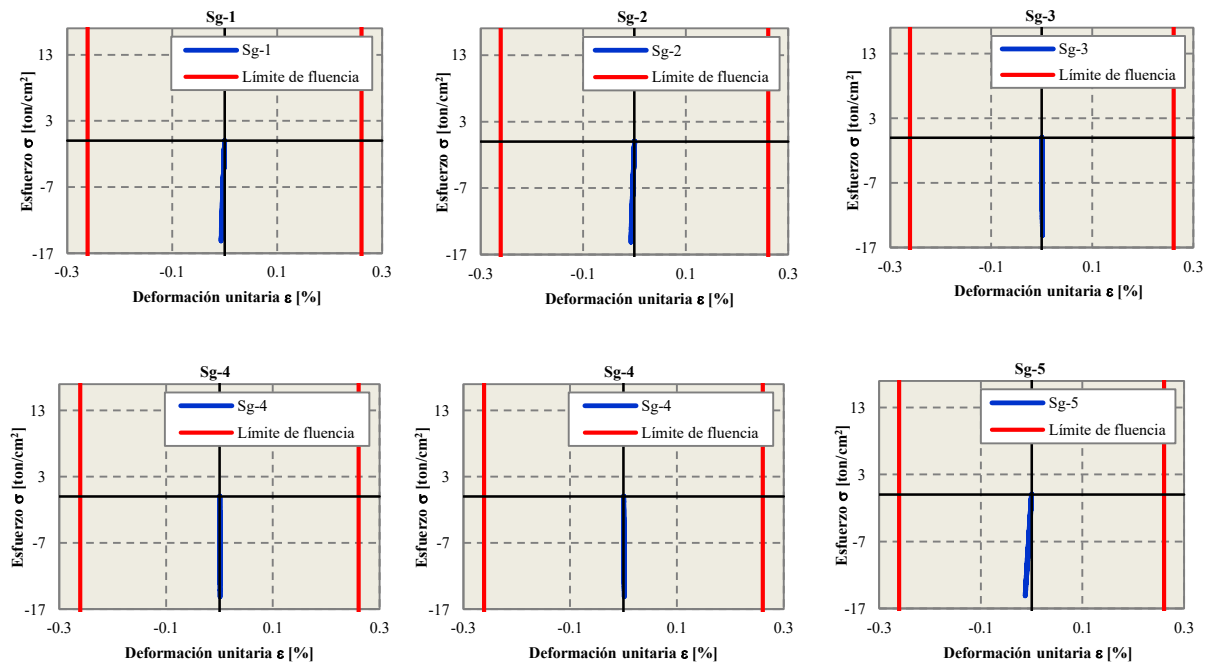 Sg-1
Esfuerzo σ [ton/cm²]
13
3
-7
-17
Sg-1
Límite de fluencia
-0.3
-0.1
0.1
0.3
Deformación unitaria ε [%]
Sg-2
Esfuerzo σ [ton/cm²]
13
3
-7
-17
Sg-2
Límite de fluencia
-0.3
-0.1
0.1
0.3
Deformación unitaria ε [%]
Sg-3
Esfuerzo σ [ton/cm²]
13
3
-7
-17
Sg-3
Límite de fluencia
-0.3
-0.1
0.1
0.3
Deformación unitaria ε [%]
Sg-4
Esfuerzo σ [ton/cm²]
13
3
-7
-17
Sg-4
Límite de fluencia
-0.3
-0.1
0.1
0.3
Deformación unitaria ε [%]
Sg-4
Esfuerzo σ [ton/cm²]
13
3
-7
-17
Sg-4
Límite de fluencia
-0.3
-0.1
0.1
0.3
Deformación unitaria ε [%]
Sg-5
Esfuerzo σ [ton/cm²]
13
3
-7
-17
Sg-5
Límite de fluencia
-0.3
-0.1
0.1
0.3
Deformación unitaria ε [%]